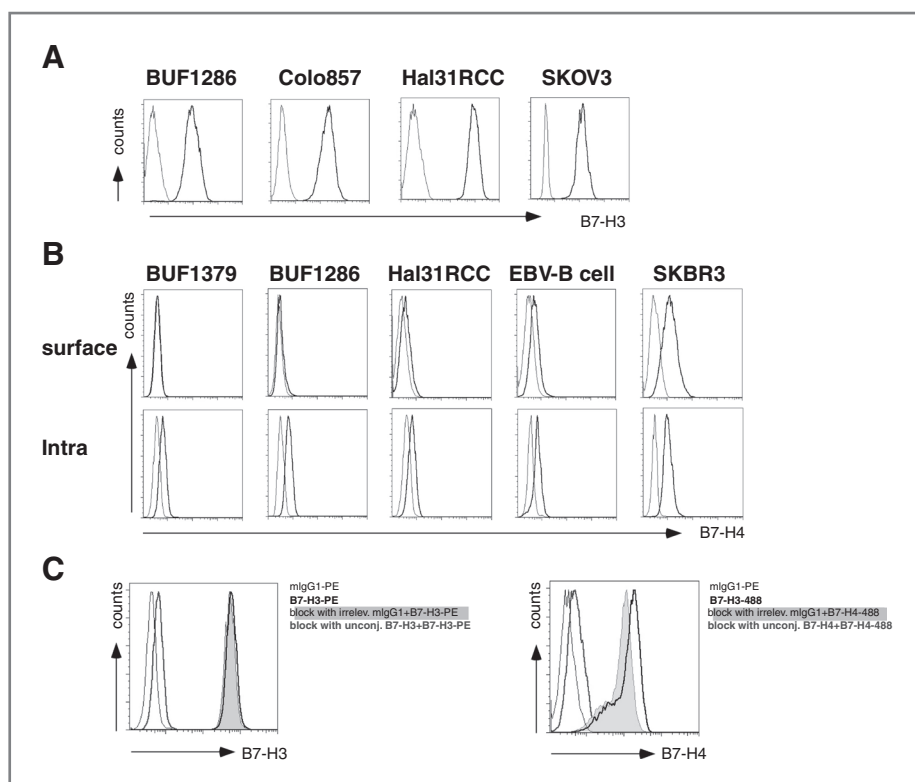 A
BUF1286 Colo857 Hal31RCC SKOV3
counts
B7-H3
B
BUF1379 BUF1286 Hal31RCC EBV-B cell SKBR3
counts
surface
Intra
B7-H4
C
counts
mIgG1-PE
B7-H3-PE
block with irrelev. mIgG1+B7-H3-PE
block with unconj. B7-H3+B7-H3-PE
B7-H3
counts
mIgG1-PE
B7-H3-488
block with irrelev. mIgG1+B7-H4-488
block with unconj. B7-H4+B7-H4-488
B7-H4